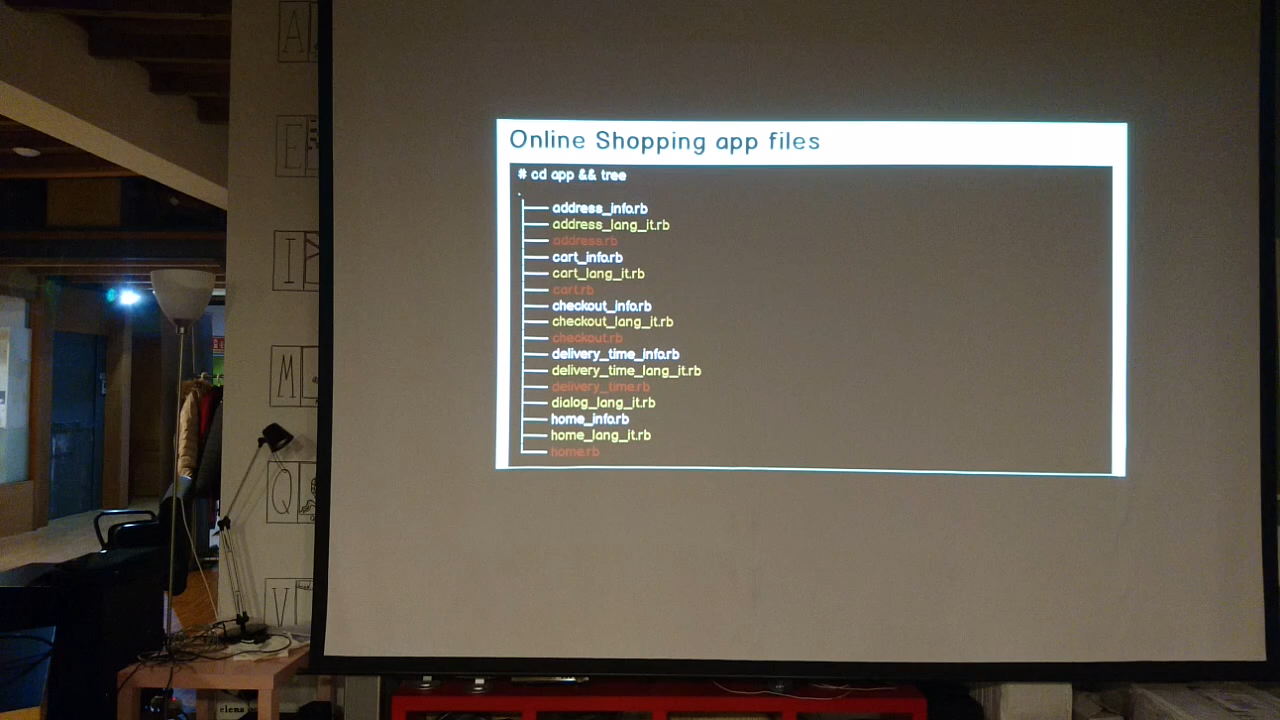 Online Shopping app files
# cd app && tree
.
├── address_info.rb
├── address_lang_it.rb
├── address.rb
├── cart_info.rb
├── cart_lang_it.rb
├── cart.rb
├── checkout_info.rb
├── checkout_lang_it.rb
├── checkout.rb
├── delivery_time_info.rb
├── delivery_time_lang_it.rb
├── delivery_time.rb
├── dialog_lang_it.rb
├── home_info.rb
├── home_lang_it.rb
└── home.rb
A
E
I
M
Q
V
elena